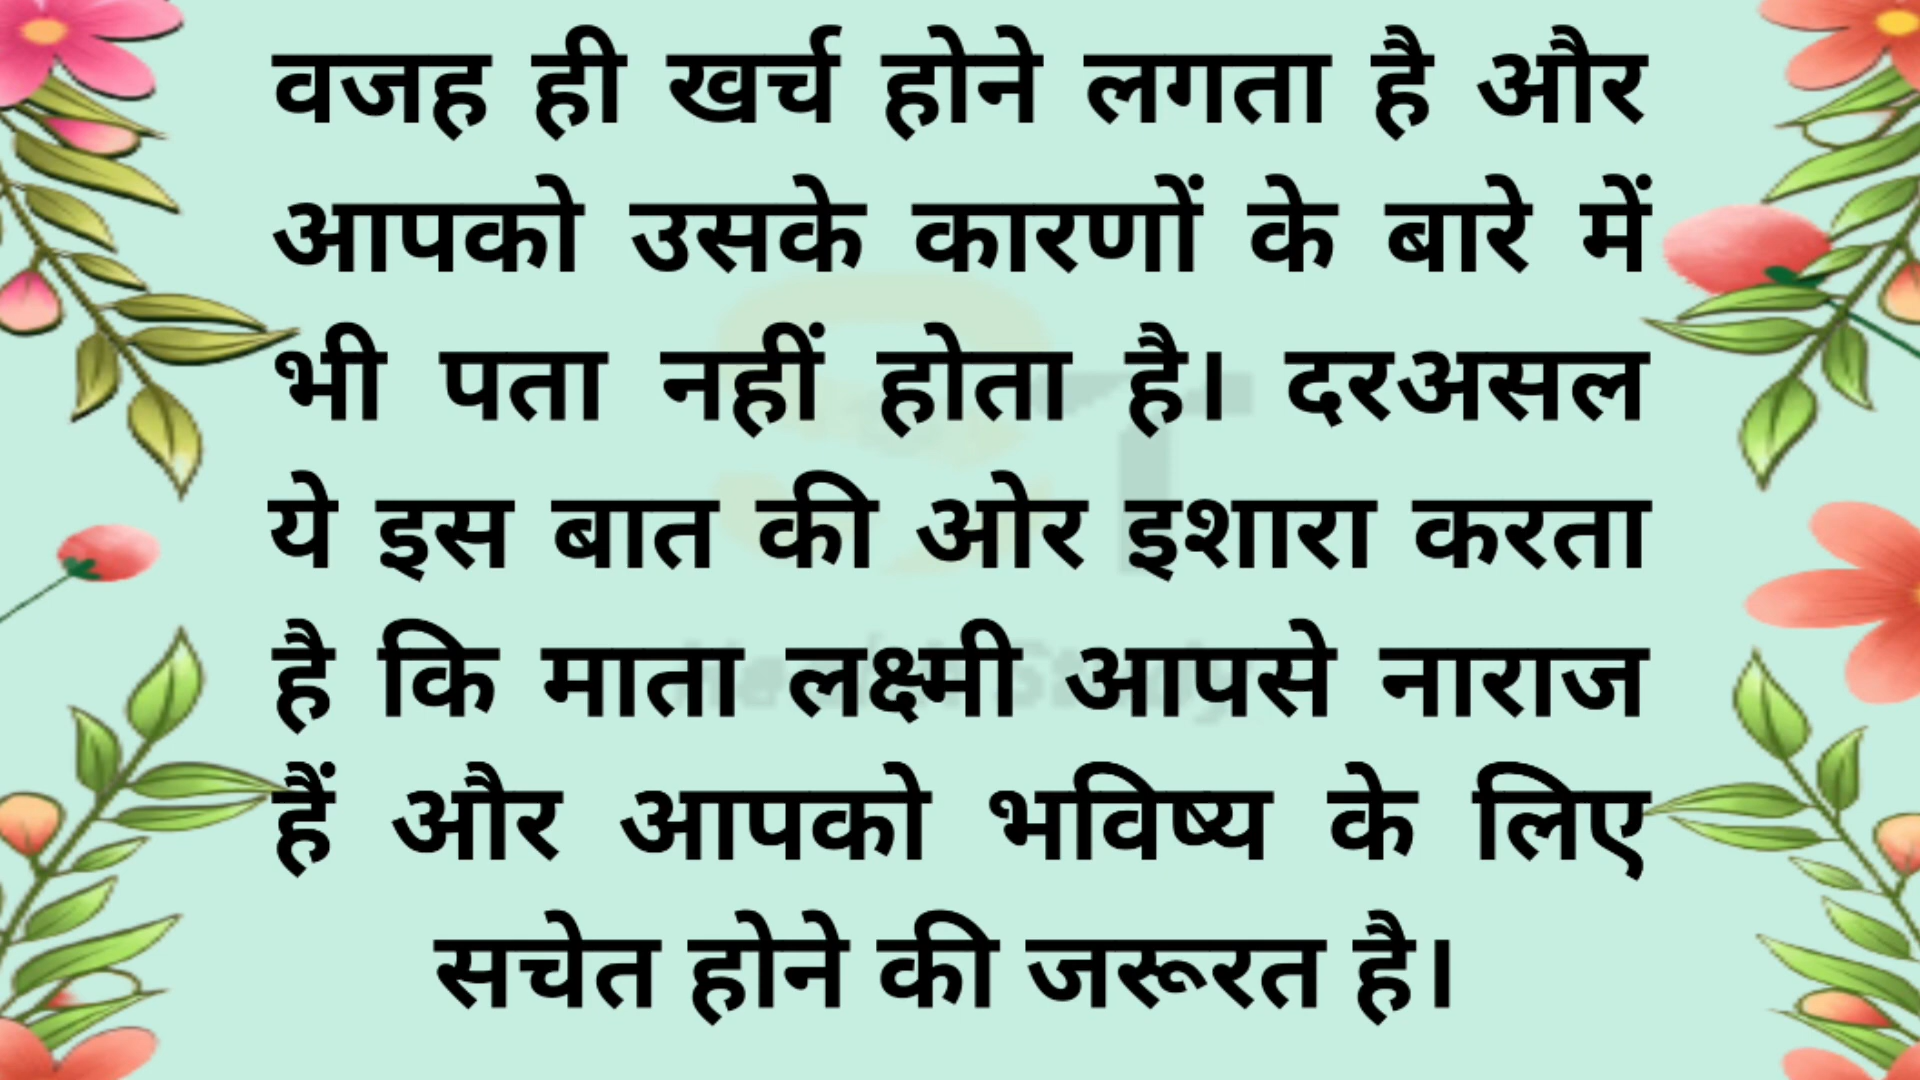 वजह ही खर्च होने लगता है और
आपको उसके कारणों के बारे में
भी पता नहीं होता है। दरअसल
ये इस बात की ओर इशारा करता
है कि माता लक्ष्मी आपसे नाराज
हैं और आपको भविष्य के लिए
सचेत होने की जरूरत है।